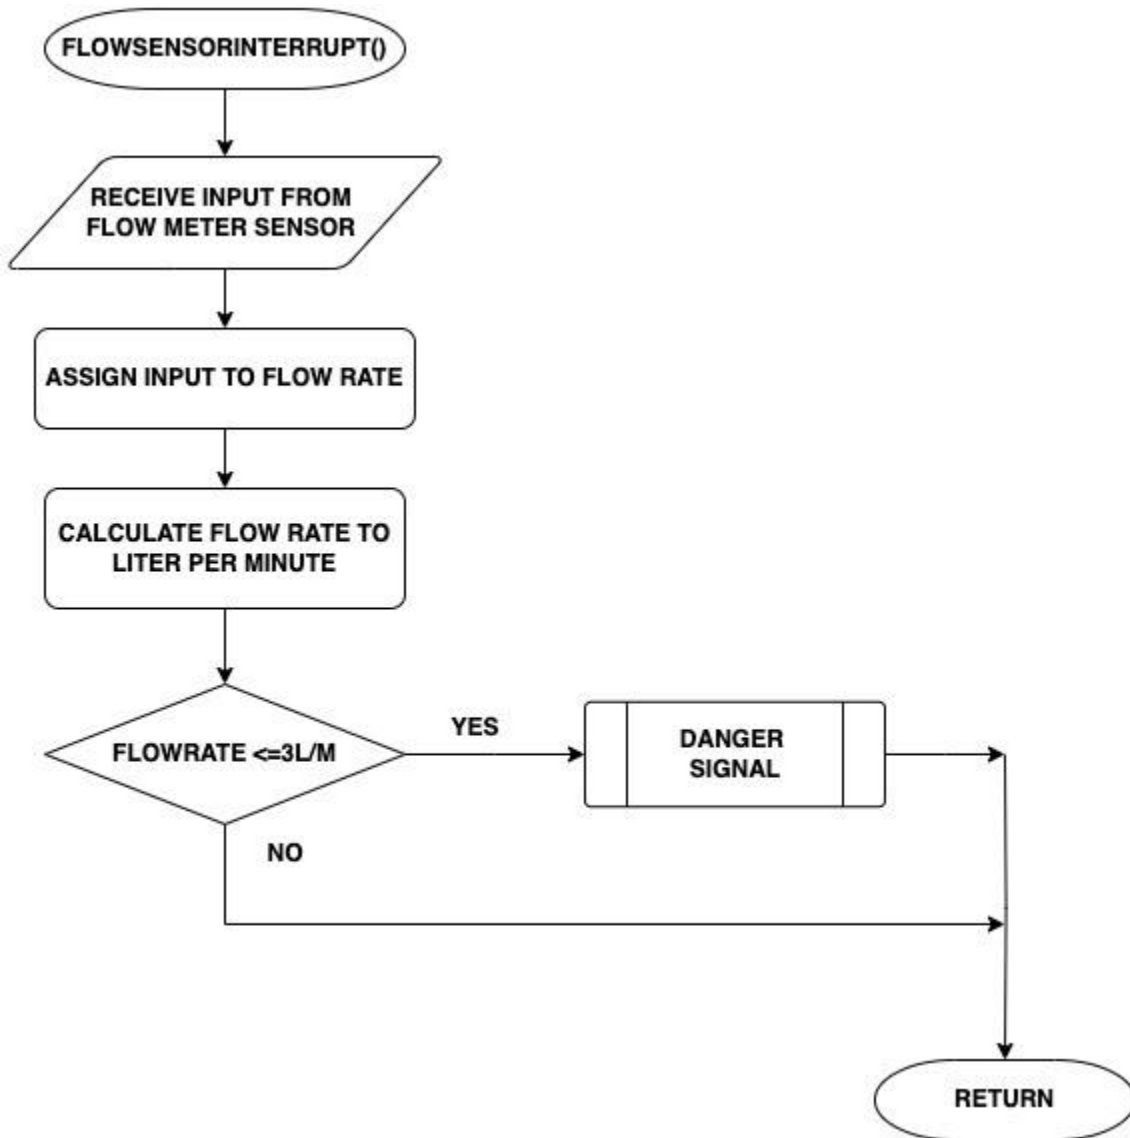 FLOWSENSORINTERRUPT()
RECEIVE INPUT FROM
FLOW METER SENSOR
ASSIGN INPUT TO FLOW RATE
CALCULATE FLOW RATE TO
LITER PER MINUTE
FLOWRATE <=3L/M
YES
DANGER
SIGNAL
NO
RETURN